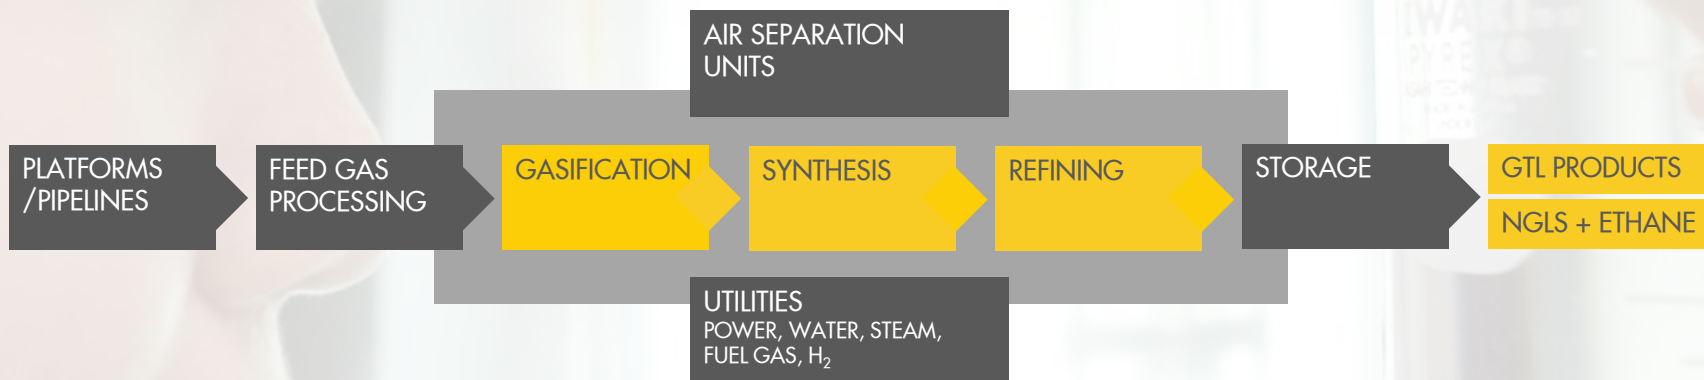 AIR SEPARATION
UNITS
PLATFORMS
/PIPELINES
FEED GAS
PROCESSING
GASIFICATION
SYNTHESIS
REFINING
STORAGE
GTL PRODUCTS
NGLS + ETHANE
UTILITIES
POWER, WATER, STEAM,
FUEL GAS, H₂